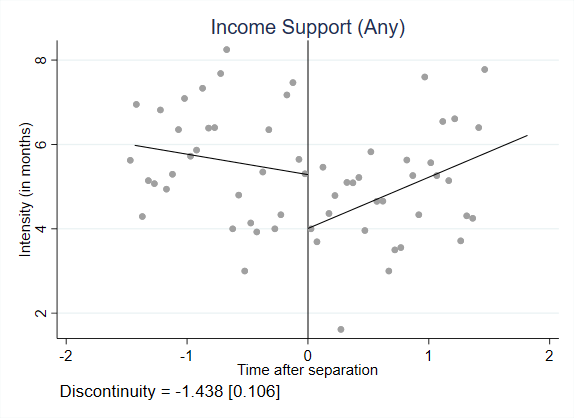 Income Support (Any)
Intensity (in months)
8
6
4
2
-2 -1 0 1 2
Time after separation
Discontinuity = -1.438 [0.106]